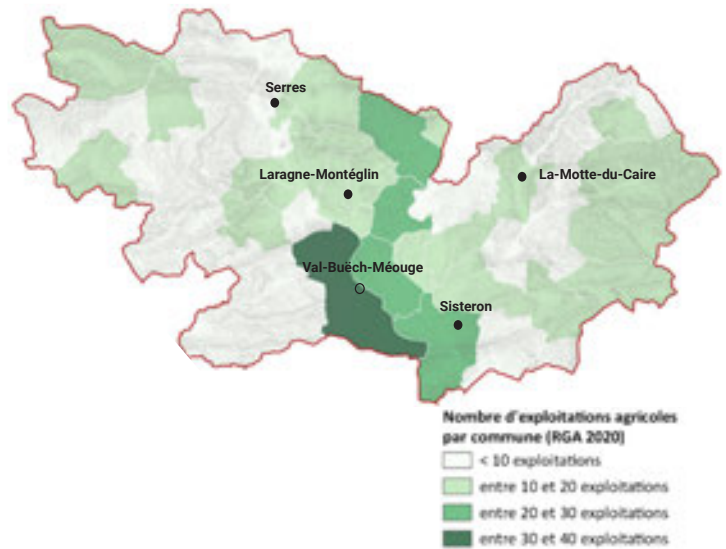 Serres
Laragne-Montéglin
La-Motte-du-Caire
Val-Buëch-Méouge
Sisteron
Nombre d'exploitations agricoles
par commune (RGA 2020)
< 10 exploitations
entre 10 et 20 exploitations
entre 20 et 30 exploitations
entre 30 et 40 exploitations